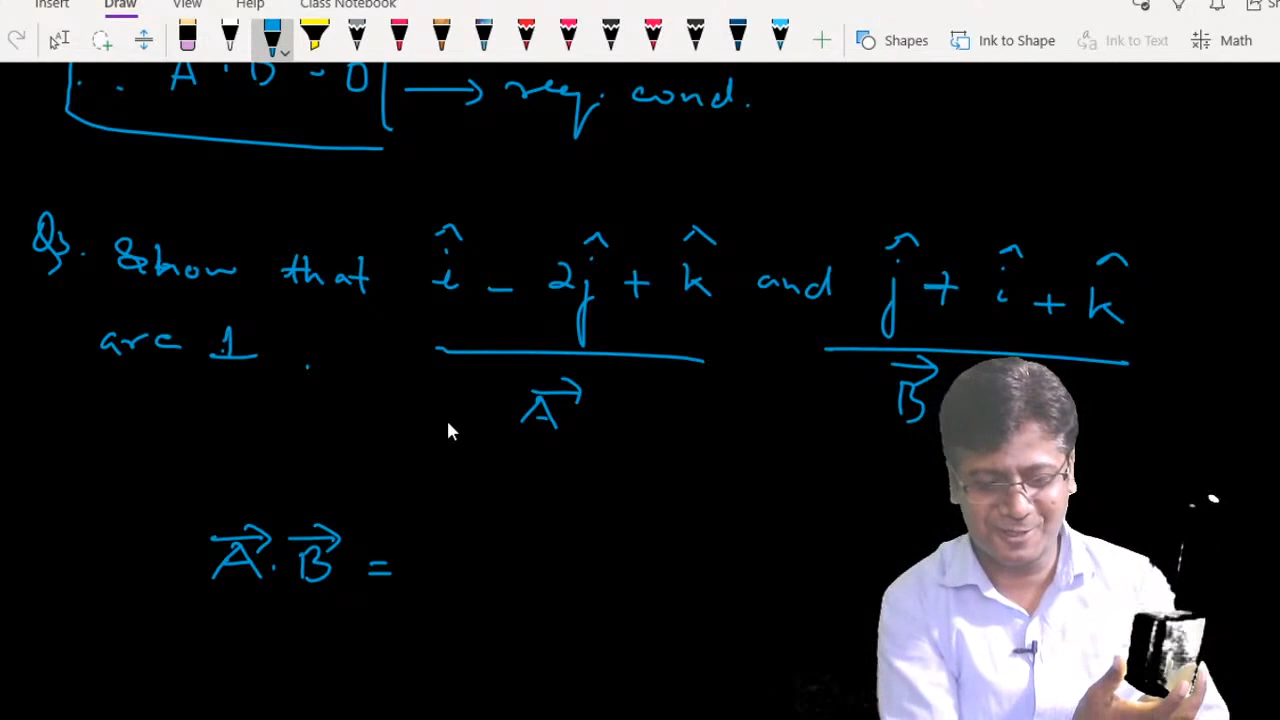 Insert Draw View Help Class Notebook
Shapes Ink to Shape Ink to Text Math
∴ A · B = 0 → req. cond.
Q3. Show that î - 2ĵ + k̂ and ĵ + î + k̂
are ⊥.
A⃗ B⃗
A⃗ · B⃗ =